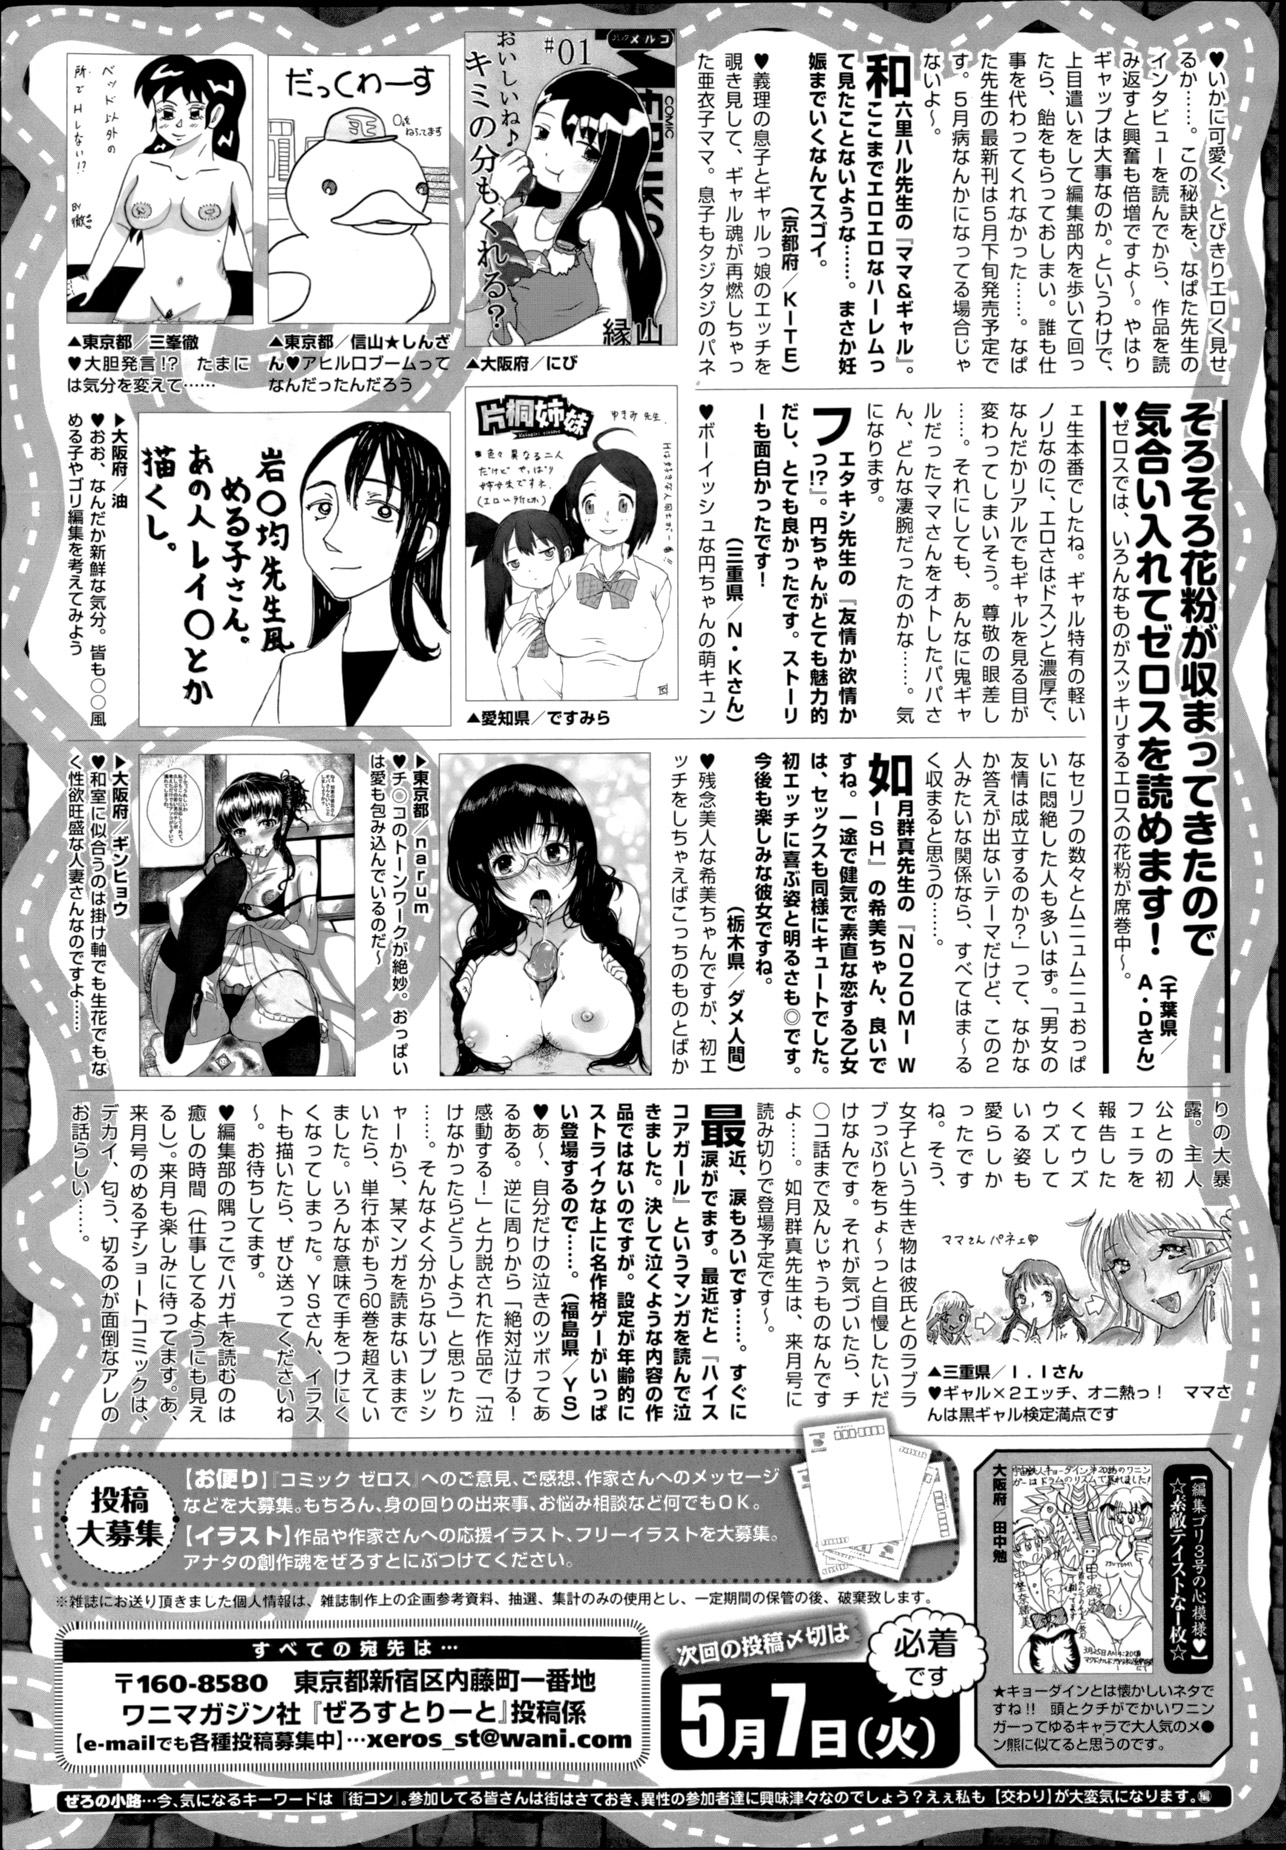 ♥いかに可愛く、とびきりエロく見せ
るか……。この秘訣を、なぱた先生の
インタビューを読んでから、作品を読
み返すと興奮も倍増ですよ～。やはり
ギャップは大事なのか。というわけで、
上目遣いをして編集部内を歩いて回っ
たら、飴をもらっておしまい。誰も仕
事を代わってくれなかった……。なぱ
た先生の最新刊は5月下旬発売予定で
す。5月病なんかになってる場合じゃ
ないよ～。
和六里ハル先生の『ママ&ギャル』。
ここまでエロエロなハーレムっ
て見たことないような……。まさか妊
娠までいくなんてスゴイ。
(京都府/KITE)
♥義理の息子とギャルっ娘のエッチを
覗き見して、ギャル魂が再燃しちゃっ
た亜衣子ママ。息子もタジタジのパネ
COMIC
コミック メルコ
#01
おいしいね♪
キミの分もくれる?
縁山
▲大阪府/にび
だっくわーす
▲東京都/信山★しんざ
ん♥アヒル口ブームって
なんだったんだろう
ベッド以外の
所でHしない!?
BY 徹
▲東京都/三峯徹
♥大胆発言!? たまに
は気分を変えて……
そろそろ花粉が収まってきたので
気合い入れてゼロスを読めます!
(千葉県/A・Dさん)
♥ゼロスでは、いろんなものがスッキリするエロスの花粉が席巻中～。
ェ生本番でしたね。ギャル特有の軽い
ノリなのに、エロさはドスンと濃厚で、
なんだかリアルでもギャルを見る目が
変わってしまいそう。尊敬の眼差し
……。それにしても、あんなに鬼ギャ
ルだったママさんをオトしたパパさ
ん、どんな凄腕だったのかな……。気
になります。
フエタキシ先生の『友情か欲情か
っ!?』。円ちゃんがとても魅力的
だし、とても良かったです。ストーリ
ーも面白かったです!
(三重県/N・Kさん)
♥ボーイッシュな円ちゃんの萌キュン
片桐姉妹
ゆきみ先生
●色々異なる二人
だけどやっぱり
姉妹ですネ。
(エロい所化)
Hは好きな人同士が一番!!
▲愛知県/ですみら
岩〇均先生風
める子さん。
あの人レイ〇とか
描くし。
▶大阪府/油
♥おお、なんだか新鮮な気分。皆も○○風
める子やゴリ編集を考えてみよう
なセリフの数々とムニュムニュおっぱ
いに悶絶した人も多いはず。「男女の
友情は成立するのか?」って、なかな
か答えが出ないテーマだけど、この2
人みたいな関係なら、すべてはま～る
く収まると思うの……。
如月群真先生の『NOZOMI W
ISH』の希美ちゃん、良いで
すね。一途で健気で素直な恋する乙女
は、セックスも同様にキュートでした。
初エッチに喜ぶ姿と明るさも◎です。
今後も楽しみな彼女ですね。
(栃木県/ダメ人間)
♥残念美人な希美ちゃんですが、初エ
ッチをしちゃえばこっちのものとばか
▶東京都/narum
♥チ○コのトーンワークが絶妙。おっぱい
は愛も包み込んでいるのだ～
▶大阪府/ギンヒョウ
♥和室に似合うのは掛け軸でも生花でもな
く性欲旺盛な人妻さんなのですよ……
りの大暴
露。主人
公との初
フェラを
報告した
くてウズ
ウズして
いる姿も
愛らしか
ったです
ね。そう、
女子という生き物は彼氏とのラブラ
ブっぷりをちょ～っと自慢したいだ
けなんです。それが気づいたら、チ
○コ話まで及んじゃうものなんです
よ……。如月群真先生は、来月号に
読み切りで登場予定です～。
ママさん パネェ♥
▲三重県/I.Iさん
♥ギャル×2エッチ、オニ熱っ! ママさ
んは黒ギャル検定満点です
最近、涙もろいです……。すぐに
涙がでます。最近だと『ハイス
コアガール』というマンガを読んで泣
きました。決して泣くような内容の作
品ではないのですが、設定が年齢的に
ストライクな上に名作格ゲーがいっぱ
い登場するので……。(福島県/YS)
♥あ～、自分だけの泣きのツボってあ
るある。逆に周りから「絶対泣ける!
感動する!」と力説された作品で「泣
けなかったらどうしよう」と思ったり
……。そんなよく分からないプレッシ
ャーから、某マンガを読まないままで
いたら、単行本がもう60巻を超えてい
ました。いろんな意味で手をつけにく
くなってしまった。YSさん、イラス
トも描いたら、ぜひ送ってくださいね
～。お待ちしてます。
♥編集部の隅っこでハガキを読むのは
癒しの時間(仕事してるようにも見え
るし)。来月も楽しみに待ってます。あ、
来月号のめる子ショートコミックは、
デカイ、匂う、切るのが面倒なアレの
お話らしい……。
投稿
大募集
【お便り】『コミック ゼロス』へのご意見、ご感想、作家さんへのメッセージ
などを大募集。もちろん、身の回りの出来事、お悩み相談など何でもOK。
【イラスト】作品や作家さんへの応援イラスト、フリーイラストを大募集。
アナタの創作魂をぜろすとにぶつけてください。
※雑誌にお送り頂きました個人情報は、雑誌制作上の企画参考資料、抽選、集計のみの使用とし、一定期間の保管の後、破棄致します。
すべての宛先は…
〒160-8580 東京都新宿区内藤町一番地
ワニマガジン社『ぜろすとりーと』投稿係
【e-mailでも各種投稿募集中】…xeros_st@wani.com
次回の投稿〆切は
必着
です
5月7日(火)
【編集ゴリ3号の心模様♥】
☆素敵テイストな一枚☆
大阪府 田中勉
★キョーダインとは懐かしいネタで
すね!! 頭とクチがでかいワニン
ガーってゆるキャラで大人気のメ●
ン熊に似てると思うのです。
ぜろの小路…今、気になるキーワードは『街コン』。参加してる皆さんは街はさておき、異性の参加者達に興味津々なのでしょう?えぇ私も【交わり】が大変気になります。編